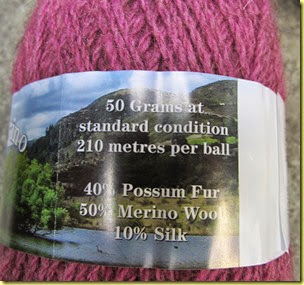 50 Grams at
standard condition
210 metres per ball
40% Possum Fur
50% Merino Wool
10% Silk